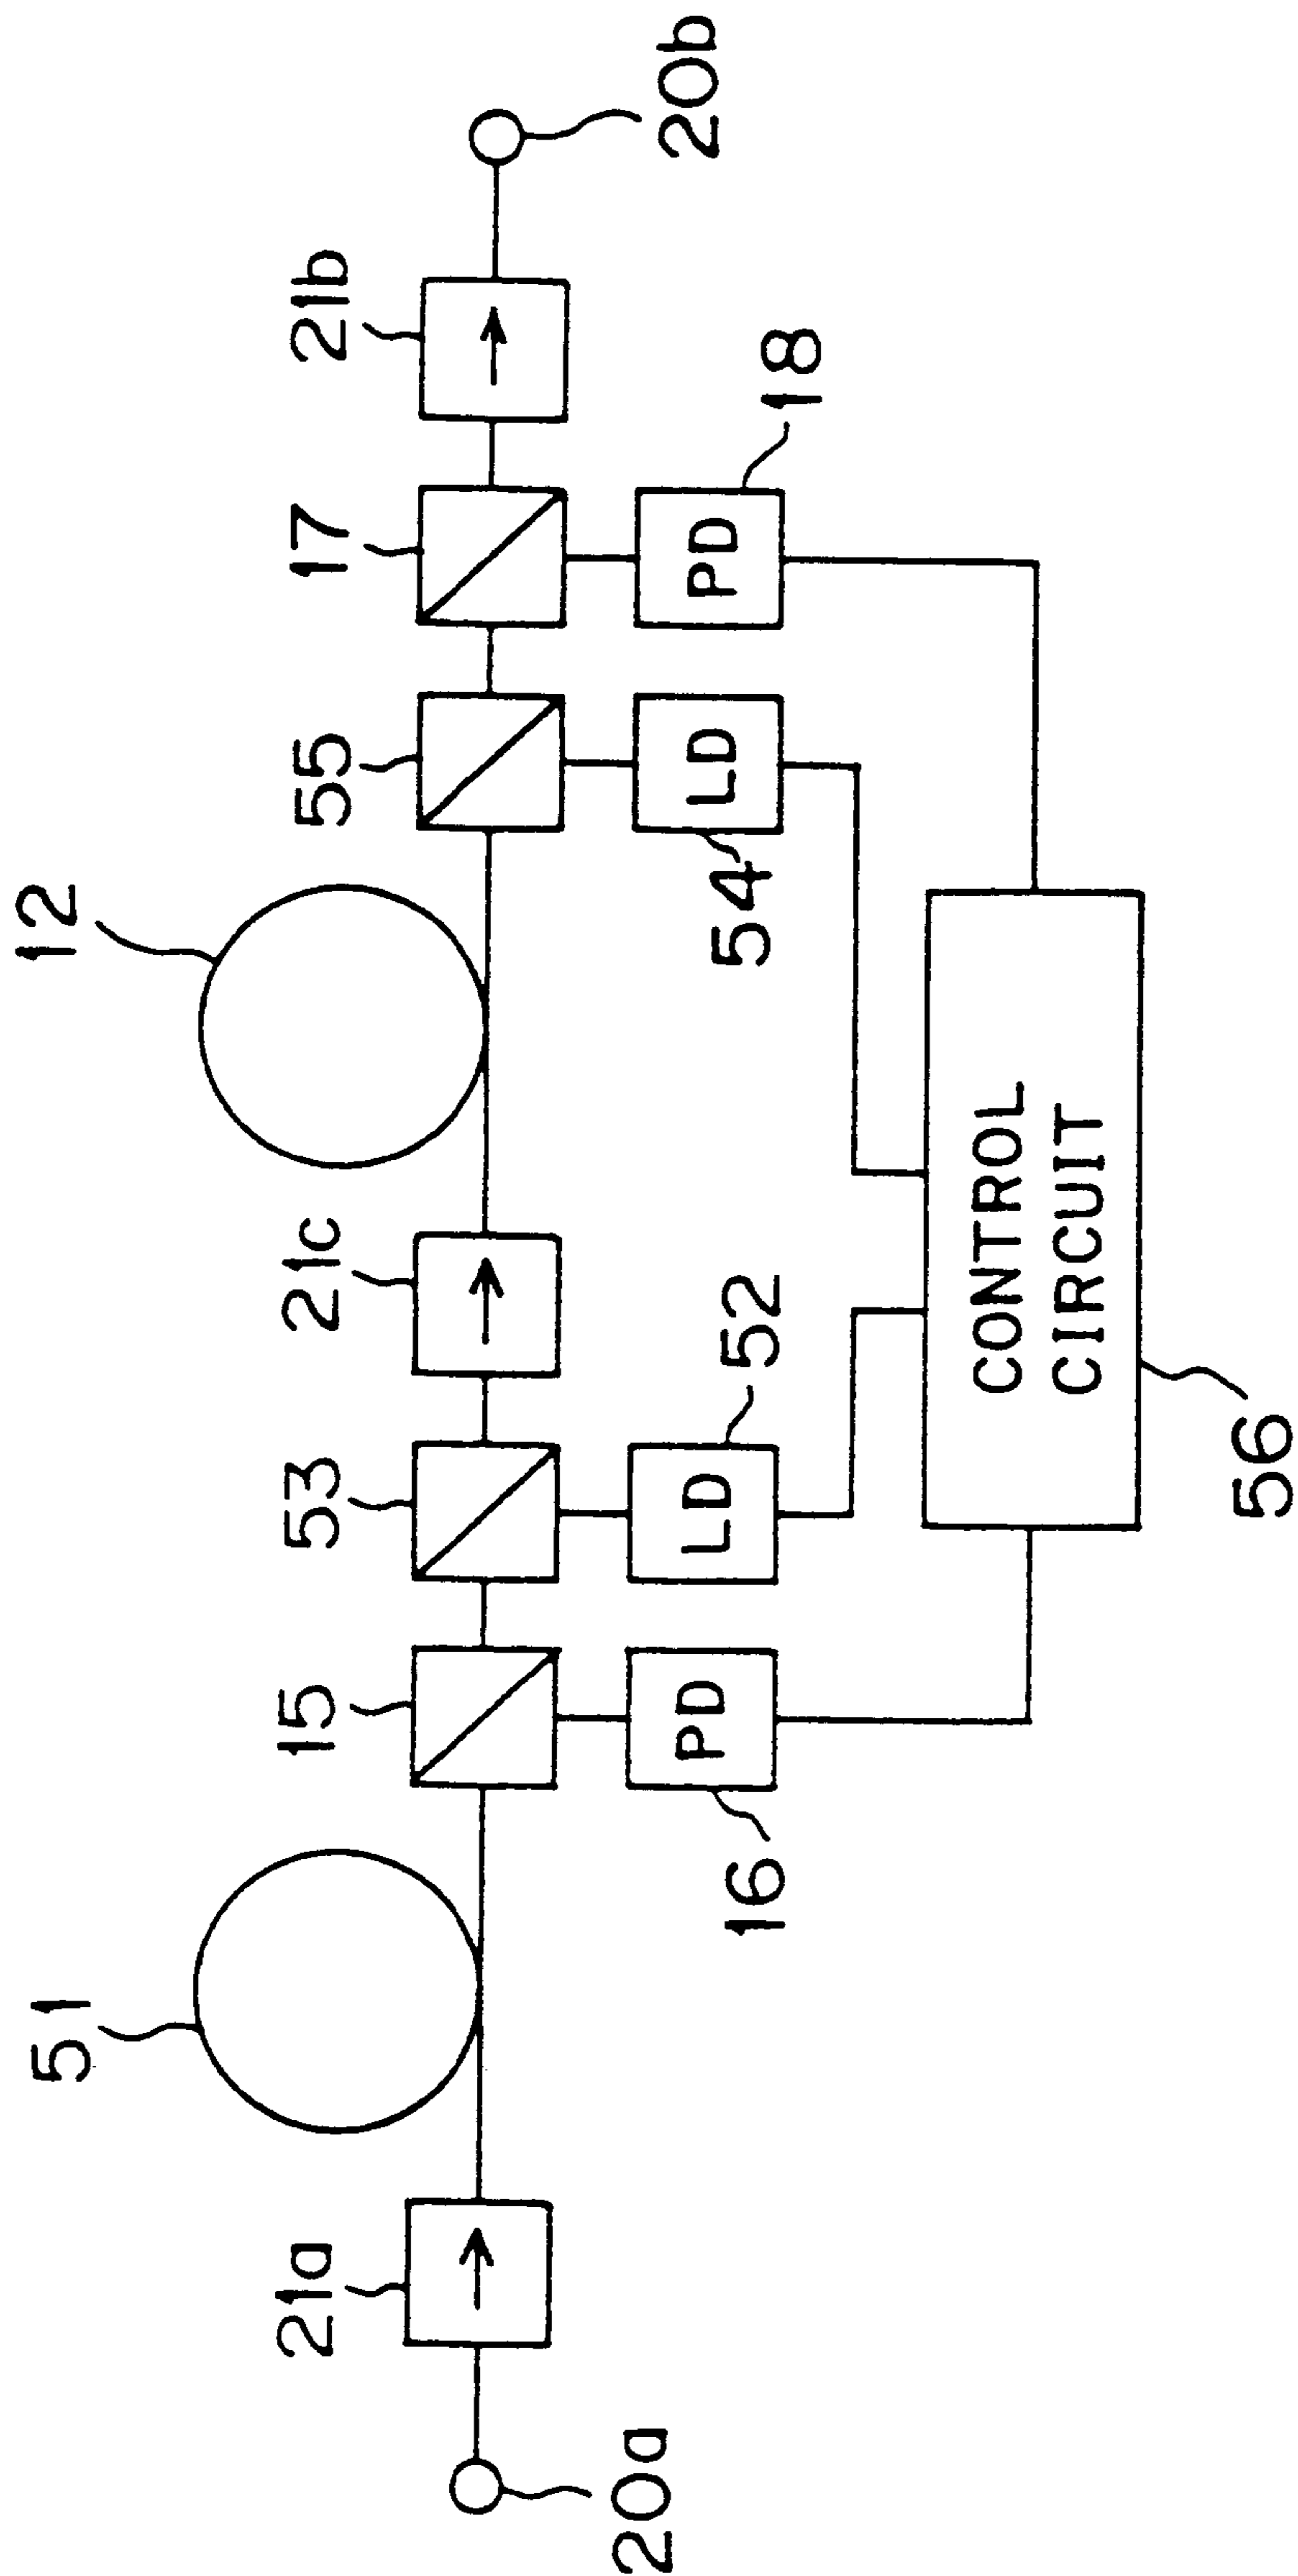 12
51
21a
15
53
21c
55
17
21b
20a
16
PD
LD
52
54
LD
PD
18
20b
CONTROL
CIRCUIT
56